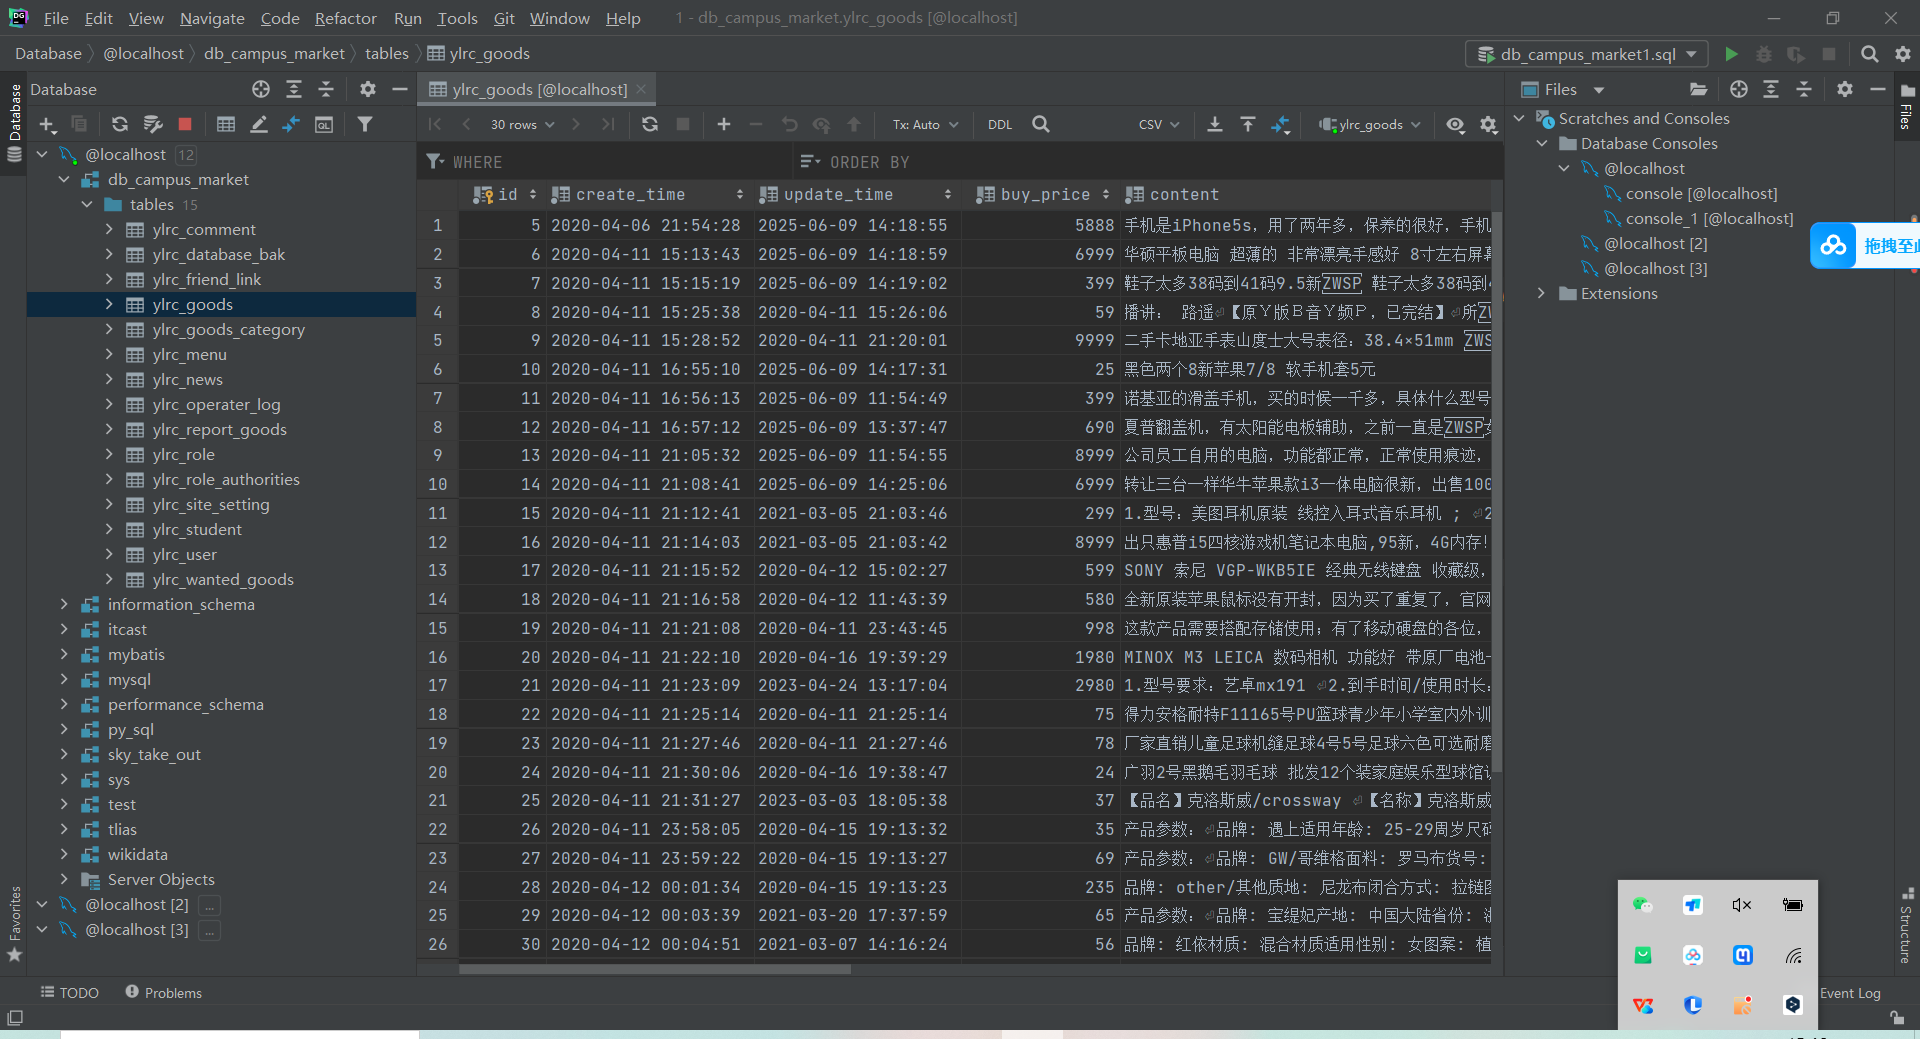 File Edit View Navigate Code Refactor Run Tools Git Window Help 1 - db_campus_market.ylrc_goods [@localhost]
Database @localhost db_campus_market tables ylrc_goods db_campus_market1.sql
Database
ylrc_goods [@localhost]
Files
30 rows Tx: Auto DDL CSV ylrc_goods
WHERE ORDER BY
Database
@localhost 12
db_campus_market
tables 15
ylrc_comment
ylrc_database_bak
ylrc_friend_link
ylrc_goods
ylrc_goods_category
ylrc_menu
ylrc_news
ylrc_operater_log
ylrc_report_goods
ylrc_role
ylrc_role_authorities
ylrc_site_setting
ylrc_student
ylrc_user
ylrc_wanted_goods
information_schema
itcast
mybatis
mysql
performance_schema
py_sql
sky_take_out
sys
test
tlias
wikidata
Server Objects
@localhost [2] ...
@localhost [3] ...
Favorites
id create_time update_time buy_price content
1 5 2020-04-06 21:54:28 2025-06-09 14:18:55 5888 手机是iPhone5s，用了两年多，保养的很好，手机
2 6 2020-04-11 15:13:43 2025-06-09 14:18:59 6999 华硕平板电脑 超薄的 非常漂亮手感好 8寸左右屏幕
3 7 2020-04-11 15:15:19 2025-06-09 14:19:02 399 鞋子太多38码到41码9.5新ZWSP 鞋子太多38码到
4 8 2020-04-11 15:25:38 2020-04-11 15:26:06 59 播讲： 路遥⏎【原Y版B音Y频P，已完结】⏎所
5 9 2020-04-11 15:28:52 2020-04-11 21:20:01 9999 二手卡地亚手表山度士大号表径：38.4×51mm ZWS
6 10 2020-04-11 16:55:10 2025-06-09 14:17:31 25 黑色两个8新苹果7/8 软手机套5元
7 11 2020-04-11 16:56:13 2025-06-09 11:54:49 399 诺基亚的滑盖手机，买的时候一千多，具体什么型号
8 12 2020-04-11 16:57:12 2025-06-09 13:37:47 690 夏普翻盖机，有太阳能电板辅助，之前一直是ZWSP
9 13 2020-04-11 21:05:32 2025-06-09 11:54:55 8999 公司员工自用的电脑，功能都正常，正常使用痕迹，
10 14 2020-04-11 21:08:41 2025-06-09 14:25:06 6999 转让三台一样华牛苹果款i3一体电脑很新，出售100
11 15 2020-04-11 21:12:41 2021-03-05 21:03:46 299 1.型号：美图耳机原装 线控入耳式音乐耳机 ; ⏎2
12 16 2020-04-11 21:14:03 2021-03-05 21:03:42 8999 出只惠普i5四核游戏机笔记本电脑,95新，4G内存!
13 17 2020-04-11 21:15:52 2020-04-12 15:02:27 599 SONY 索尼 VGP-WKB5IE 经典无线键盘 收藏级，
14 18 2020-04-11 21:16:58 2020-04-12 11:43:39 580 全新原装苹果鼠标没有开封，因为买了重复了，官网
15 19 2020-04-11 21:21:08 2020-04-11 23:43:45 998 这款产品需要搭配存储使用；有了移动硬盘的各位，
16 20 2020-04-11 21:22:10 2020-04-16 19:39:29 1980 MINOX M3 LEICA 数码相机 功能好 带原厂电池
17 21 2020-04-11 21:23:09 2023-04-24 13:17:04 2980 1.型号要求：艺卓mx191 ⏎2.到手时间/使用时长：
18 22 2020-04-11 21:25:14 2020-04-11 21:25:14 75 得力安格耐特F11165号PU篮球青少年小学室内外训
19 23 2020-04-11 21:27:46 2020-04-11 21:27:46 78 厂家直销儿童足球机缝足球4号5号足球六色可选耐磨
20 24 2020-04-11 21:30:06 2020-04-16 19:38:47 24 广羽2号黑鹅毛羽毛球 批发12个装家庭娱乐型球馆
21 25 2020-04-11 21:31:27 2023-03-03 18:05:38 37 【品名】克洛斯威/crossway ⏎【名称】克洛斯威
22 26 2020-04-11 23:58:05 2020-04-15 19:13:32 35 产品参数：⏎品牌: 遇上适用年龄: 25-29周岁尺码
23 27 2020-04-11 23:59:22 2020-04-15 19:13:27 69 产品参数：⏎品牌: GW/哥维格面料: 罗马布货号:
24 28 2020-04-12 00:01:34 2020-04-15 19:13:23 235 品牌: other/其他质地: 尼龙布闭合方式: 拉链
25 29 2020-04-12 00:03:39 2021-03-20 17:37:59 65 产品参数：⏎品牌: 宝缇妃产地: 中国大陆省份:
26 30 2020-04-12 00:04:51 2021-03-07 14:16:24 56 品牌: 红依材质: 混合材质适用性别: 女图案: 植
Scratches and Consoles
Database Consoles
@localhost
console [@localhost]
console_1 [@localhost]
@localhost [2]
@localhost [3]
Extensions
Files
拖拽至此
Structure
TODO Problems Event Log